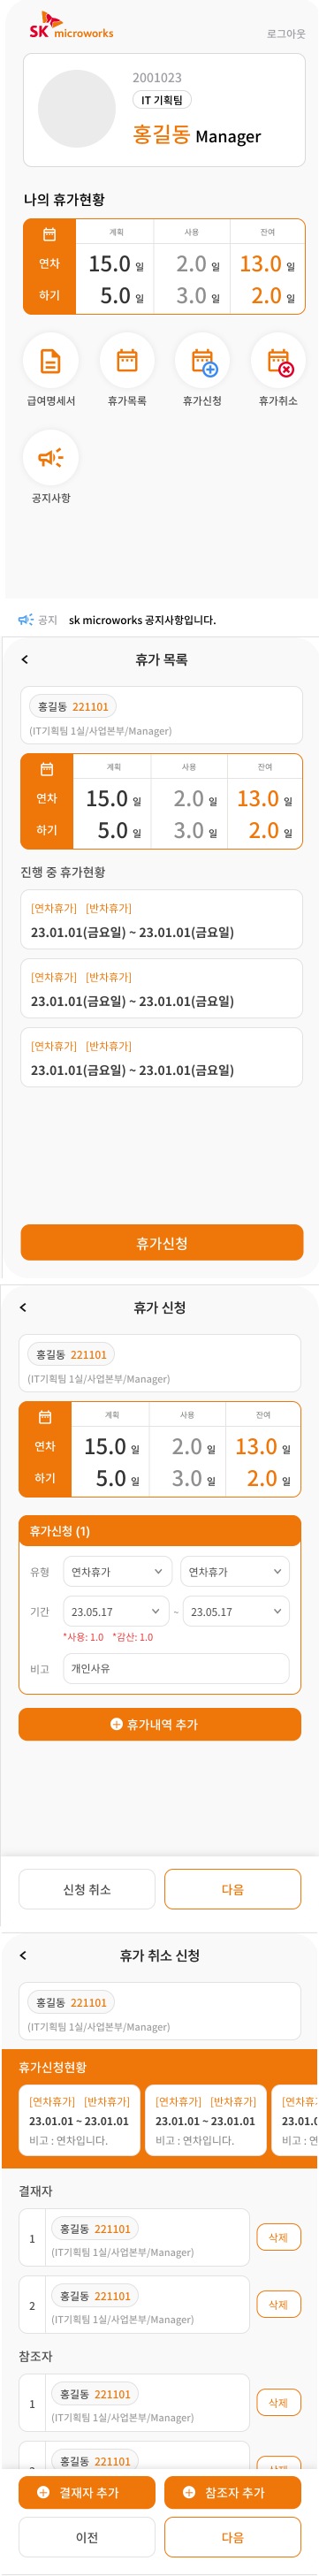 SK microworks
로그아웃
2001023
IT 기획팀
홍길동 Manager
나의 휴가현황
계획 사용 잔여
연차 15.0 일 2.0 일 13.0 일
하기 5.0 일 3.0 일 2.0 일
급여명세서 휴가목록 휴가신청 휴가취소
공지사항
공지 sk microworks 공지사항입니다.
휴가 목록
홍길동 221101
(IT기획팀 1실/사업본부/Manager)
계획 사용 잔여
연차 15.0 일 2.0 일 13.0 일
하기 5.0 일 3.0 일 2.0 일
진행 중 휴가현황
[연차휴가] [반차휴가]
23.01.01(금요일) ~ 23.01.01(금요일)
[연차휴가] [반차휴가]
23.01.01(금요일) ~ 23.01.01(금요일)
[연차휴가] [반차휴가]
23.01.01(금요일) ~ 23.01.01(금요일)
휴가신청
휴가 신청
홍길동 221101
(IT기획팀 1실/사업본부/Manager)
계획 사용 잔여
연차 15.0 일 2.0 일 13.0 일
하기 5.0 일 3.0 일 2.0 일
휴가신청 (1)
유형 연차휴가 연차휴가
기간 23.05.17 ~ 23.05.17
*사용: 1.0 *감산: 1.0
비고 개인사유
휴가내역 추가
신청 취소 다음
휴가 취소 신청
홍길동 221101
(IT기획팀 1실/사업본부/Manager)
휴가신청현황
[연차휴가] [반차휴가] [연차휴가] [반차휴가] [연차휴
23.01.01 ~ 23.01.01 23.01.01 ~ 23.01.01 23.01.0
비고 : 연차입니다. 비고 : 연차입니다. 비고 : 연
결재자
1 홍길동 221101 삭제
(IT기획팀 1실/사업본부/Manager)
2 홍길동 221101 삭제
(IT기획팀 1실/사업본부/Manager)
참조자
1 홍길동 221101 삭제
(IT기획팀 1실/사업본부/Manager)
2 홍길동 221101 삭제
결재자 추가 참조자 추가
이전 다음